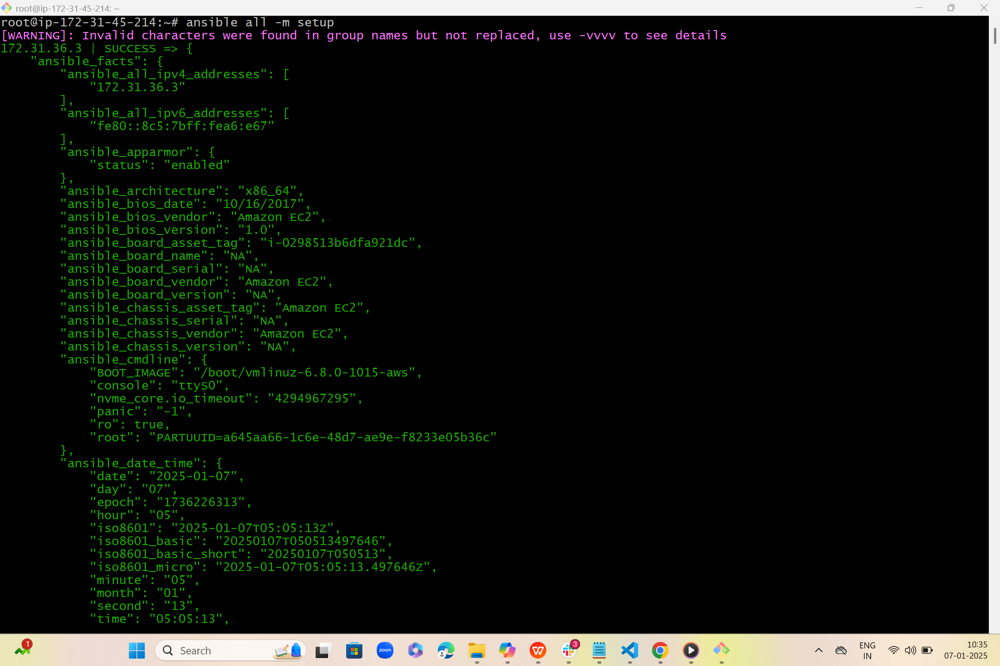 root@ip-172-31-45-214: ~
root@ip-172-31-45-214:~# ansible all -m setup
[WARNING]: Invalid characters were found in group names but not replaced, use -vvvv to see details
172.31.36.3 | SUCCESS => {
    "ansible_facts": {
        "ansible_all_ipv4_addresses": [
            "172.31.36.3"
        ],
        "ansible_all_ipv6_addresses": [
            "fe80::8c5:7bff:fea6:e67"
        ],
        "ansible_apparmor": {
            "status": "enabled"
        },
        "ansible_architecture": "x86_64",
        "ansible_bios_date": "10/16/2017",
        "ansible_bios_vendor": "Amazon EC2",
        "ansible_bios_version": "1.0",
        "ansible_board_asset_tag": "i-0298513b6dfa921dc",
        "ansible_board_name": "NA",
        "ansible_board_serial": "NA",
        "ansible_board_vendor": "Amazon EC2",
        "ansible_board_version": "NA",
        "ansible_chassis_asset_tag": "Amazon EC2",
        "ansible_chassis_serial": "NA",
        "ansible_chassis_vendor": "Amazon EC2",
        "ansible_chassis_version": "NA",
        "ansible_cmdline": {
            "BOOT_IMAGE": "/boot/vmlinuz-6.8.0-1015-aws",
            "console": "ttyS0",
            "nvme_core.io_timeout": "4294967295",
            "panic": "-1",
            "ro": true,
            "root": "PARTUUID=a645aa66-1c6e-48d7-ae9e-f8233e05b36c"
        },
        "ansible_date_time": {
            "date": "2025-01-07",
            "day": "07",
            "epoch": "1736226313",
            "hour": "05",
            "iso8601": "2025-01-07T05:05:13Z",
            "iso8601_basic": "20250107T050513497646",
            "iso8601_basic_short": "20250107T050513",
            "iso8601_micro": "2025-01-07T05:05:13.497646Z",
            "minute": "05",
            "month": "01",
            "second": "13",
            "time": "05:05:13",
1
Search
zoom
W
3
ENG
IN
10:35
07-01-2025